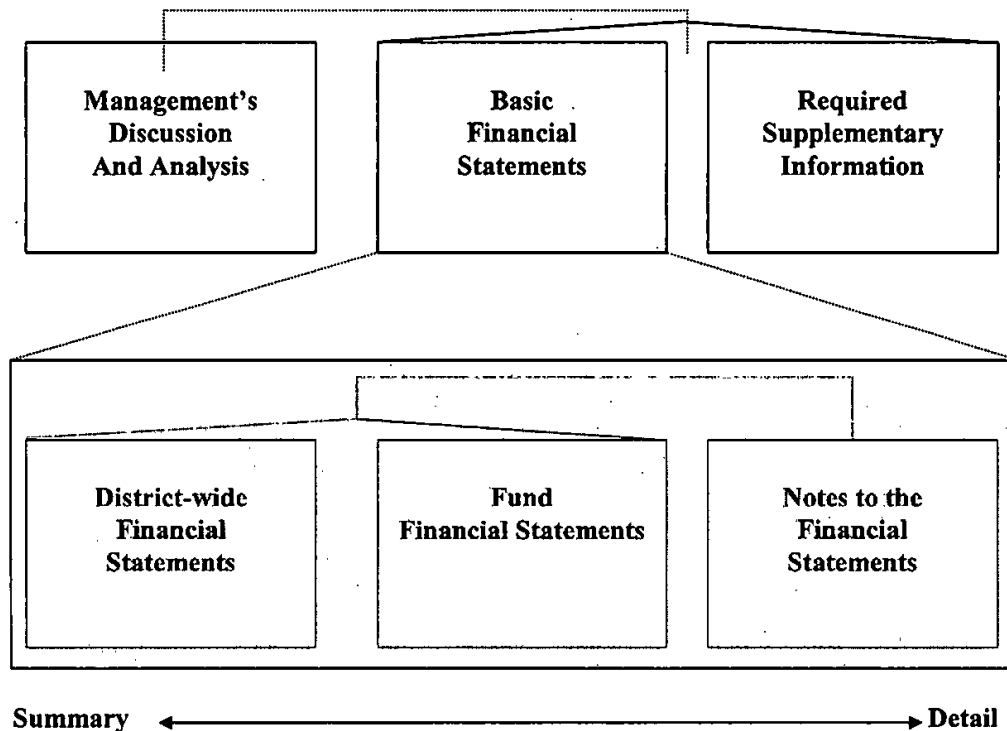 Management's
Discussion
And Analysis
Basic
Financial
Statements
Required
Supplementary
Information
District-wide
Financial
Statements
Fund
Financial Statements
Notes to the
Financial
Statements
Summary
Detail